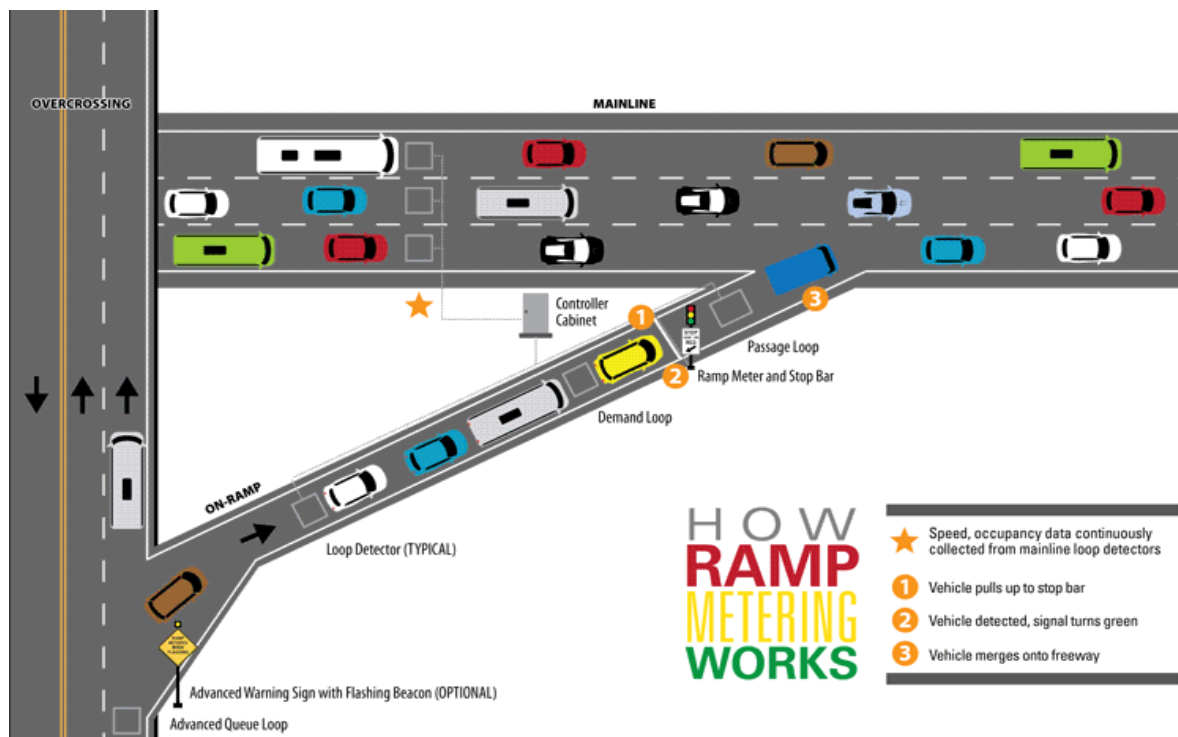 OVERCROSSING
MAINLINE
Controller
Cabinet
1
3
Passage Loop
2
Ramp Meter and Stop Bar
Demand Loop
ON-RAMP
Loop Detector (TYPICAL)
Advanced Warning Sign with Flashing Beacon (OPTIONAL)
Advanced Queue Loop
HOW
RAMP
METERING
WORKS
Speed, occupancy data continuously
collected from mainline loop detectors
1 Vehicle pulls up to stop bar
2 Vehicle detected, signal turns green
3 Vehicle merges onto freeway